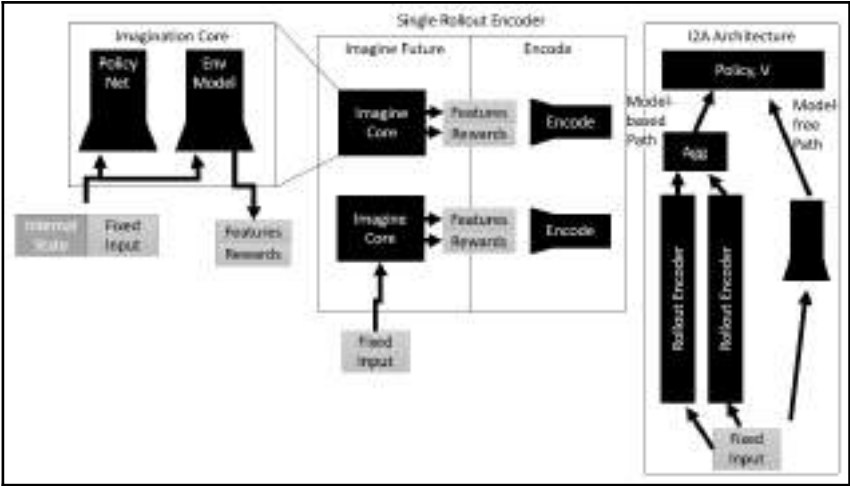 Single Rollout Encoder
Imagination Core
Policy
Net
Env
Model
Internal
State
Fixed
Input
Features
Rewards
Imagine Future
Encode
Imagine
Core
Features
Rewards
Encode
Imagine
Core
Features
Rewards
Encode
Fixed
Input
I2A Architecture
Policy, V
Model-
based
Path
Model-
free
Path
Agg
Rollout Encoder
Rollout Encoder
Fixed
Input